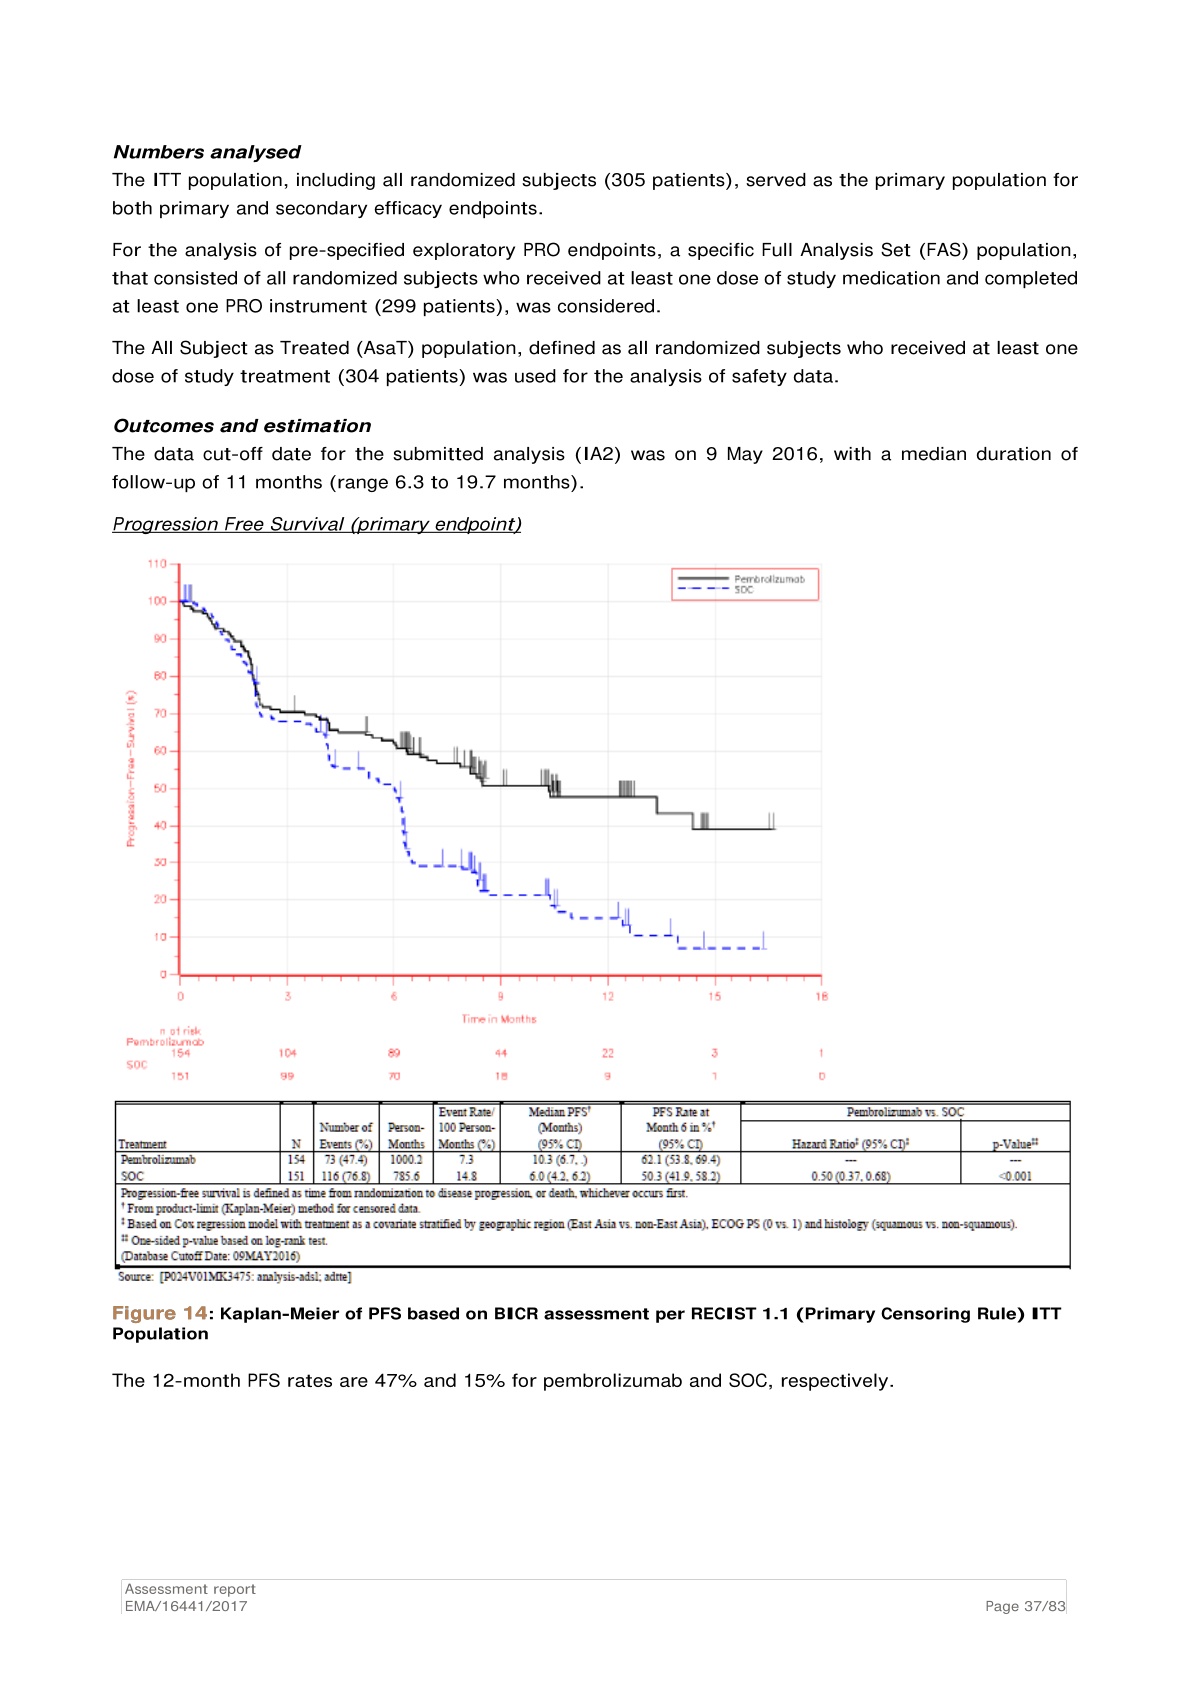 Numbers analysed
The ITT population, including all randomized subjects (305 patients), served as the primary population for
both primary and secondary efficacy endpoints.
For the analysis of pre-specified exploratory PRO endpoints, a specific Full Analysis Set (FAS) population,
that consisted of all randomized subjects who received at least one dose of study medication and completed
at least one PRO instrument (299 patients), was considered.
The All Subject as Treated (AsaT) population, defined as all randomized subjects who received at least one
dose of study treatment (304 patients) was used for the analysis of safety data.
Outcomes and estimation
The data cut-off date for the submitted analysis (IA2) was on 9 May 2016, with a median duration of
follow-up of 11 months (range 6.3 to 19.7 months).
Progression Free Survival (primary endpoint)
110
100
90
80
70
60
50
40
30
20
10
0
Progression-Free-Survival (%)
Pembrolizumab
SOC
0 3 6 9 12 15 18
Time in Months
n at risk
Pembrolizumab
154 104 89 44 22 3 1
SOC
151 99 70 18 9 1 0
Treatment N Number of Events (%) Person-Months Event Rate/ 100 Person-Months (%) Median PFS† (Months) (95% CI) PFS Rate at Month 6 in %† (95% CI) Pembrolizumab vs. SOC Hazard Ratio‡ (95% CI)‡ p-Value‡‡
Pembrolizumab 154 73 (47.4) 1000.2 7.3 10.3 (6.7, .) 62.1 (53.8, 69.4) --- ---
SOC 151 116 (76.8) 785.6 14.8 6.0 (4.2, 6.2) 50.3 (41.9, 58.2) 0.50 (0.37, 0.68) <0.001
Progression-free survival is defined as time from randomization to disease progression, or death, whichever occurs first.
† From product-limit (Kaplan-Meier) method for censored data.
‡ Based on Cox regression model with treatment as a covariate stratified by geographic region (East Asia vs. non-East Asia), ECOG PS (0 vs. 1) and histology (squamous vs. non-squamous).
‡‡ One-sided p-value based on log-rank test.
(Database Cutoff Date: 09MAY2016)
Source: [P024V01MK3475: analysis-adsl; adtte]
Figure 14: Kaplan-Meier of PFS based on BICR assessment per RECIST 1.1 (Primary Censoring Rule) ITT
Population
The 12-month PFS rates are 47% and 15% for pembrolizumab and SOC, respectively.
Assessment report
EMA/16441/2017 Page 37/83